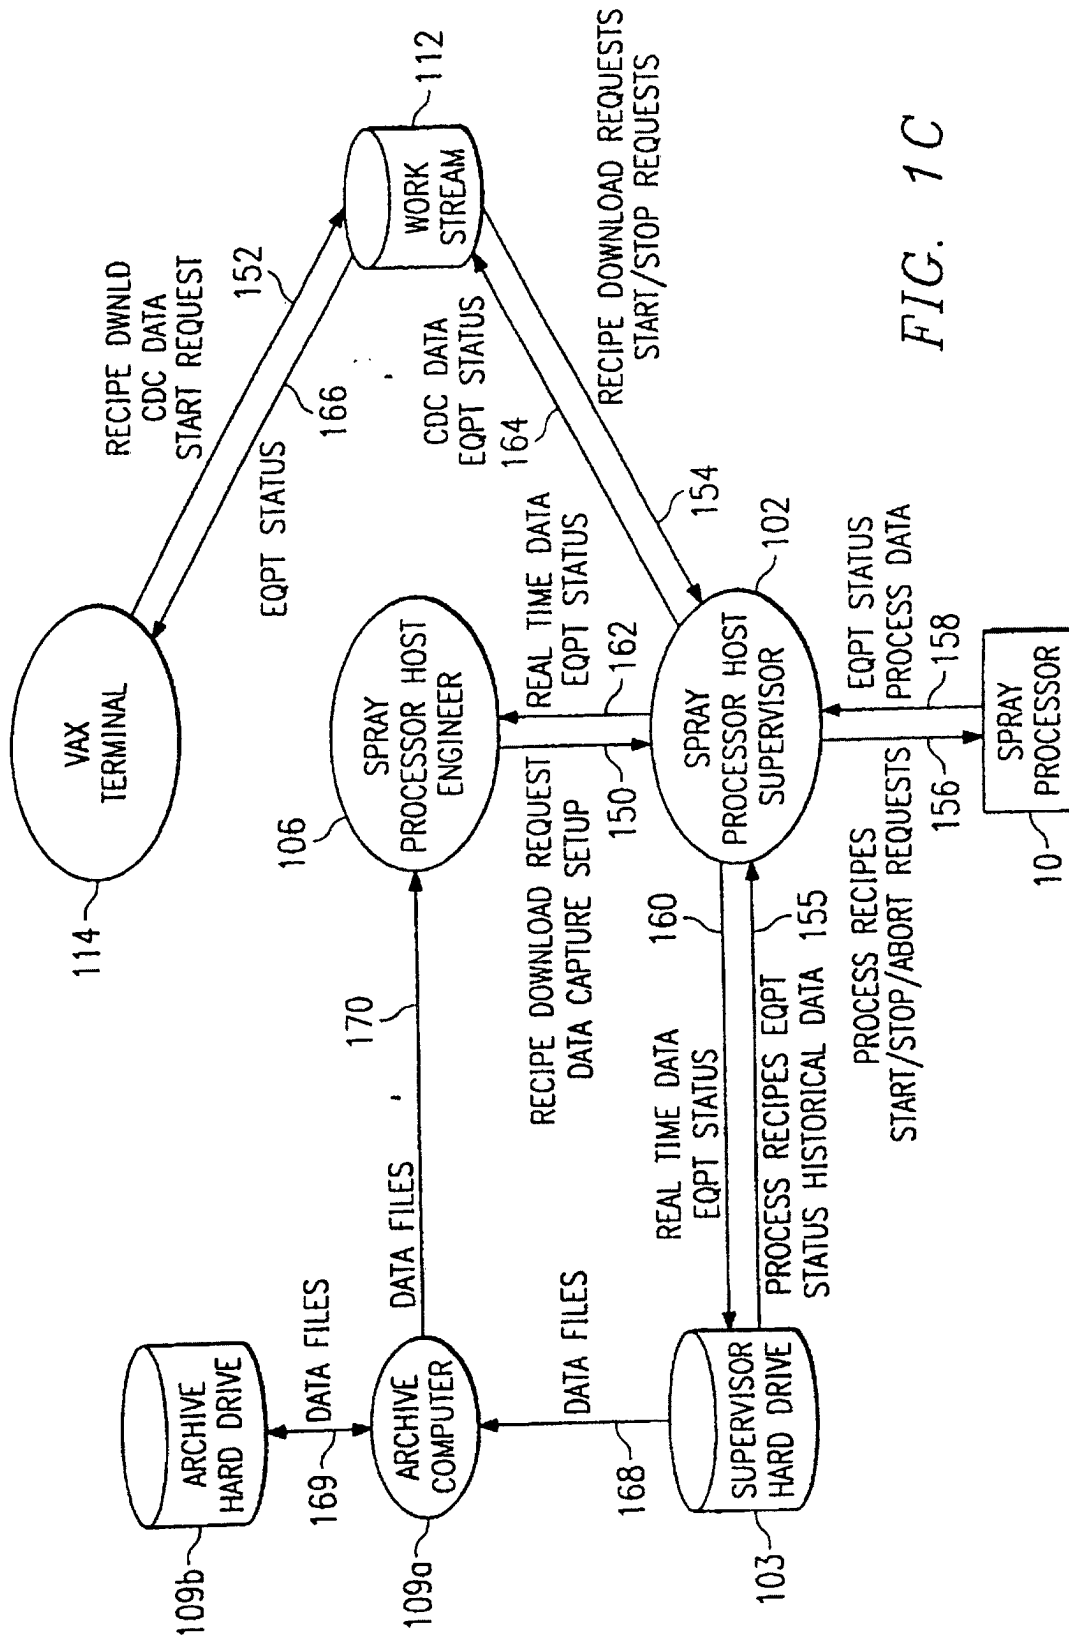 109b
ARCHIVE
HARD DRIVE
169
DATA FILES
109a
ARCHIVE
COMPUTER
DATA FILES
170
168
DATA FILES
103
SUPERVISOR
HARD DRIVE
114
VAX
TERMINAL
RECIPE DWNLD
CDC DATA
START REQUEST
152
EQPT STATUS
166
106
SPRAY
PROCESSOR HOST
ENGINEER
112
WORK
STREAM
RECIPE DOWNLOAD REQUEST
DATA CAPTURE SETUP
150
162
REAL TIME DATA
EQPT STATUS
CDC DATA
EQPT STATUS
164
154
RECIPE DOWNLOAD REQUESTS
START/STOP REQUESTS
REAL TIME DATA
EQPT STATUS
160
PROCESS RECIPES EQPT
STATUS HISTORICAL DATA
155
SPRAY
PROCESSOR HOST
SUPERVISOR
102
PROCESS RECIPES
START/STOP/ABORT REQUESTS
156
158
EQPT STATUS
PROCESS DATA
10
SPRAY
PROCESSOR
FIG. 1C